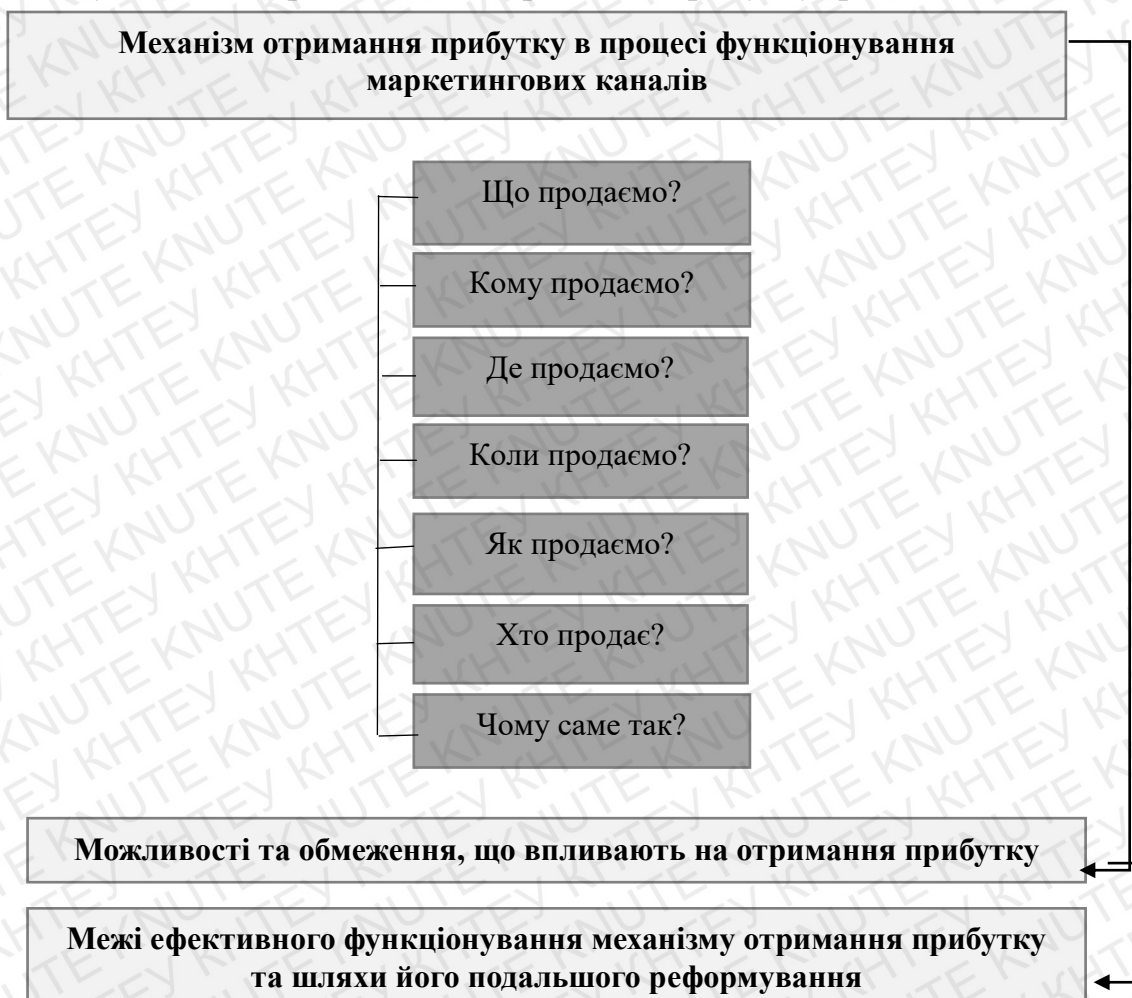 Механізм отримання прибутку в процесі функціонування
маркетингових каналів
Що продаємо?
Кому продаємо?
Де продаємо?
Коли продаємо?
Як продаємо?
Хто продає?
Чому саме так?
Можливості та обмеження, що впливають на отримання прибутку
Межі ефективного функціонування механізму отримання прибутку
та шляхи його подальшого реформування